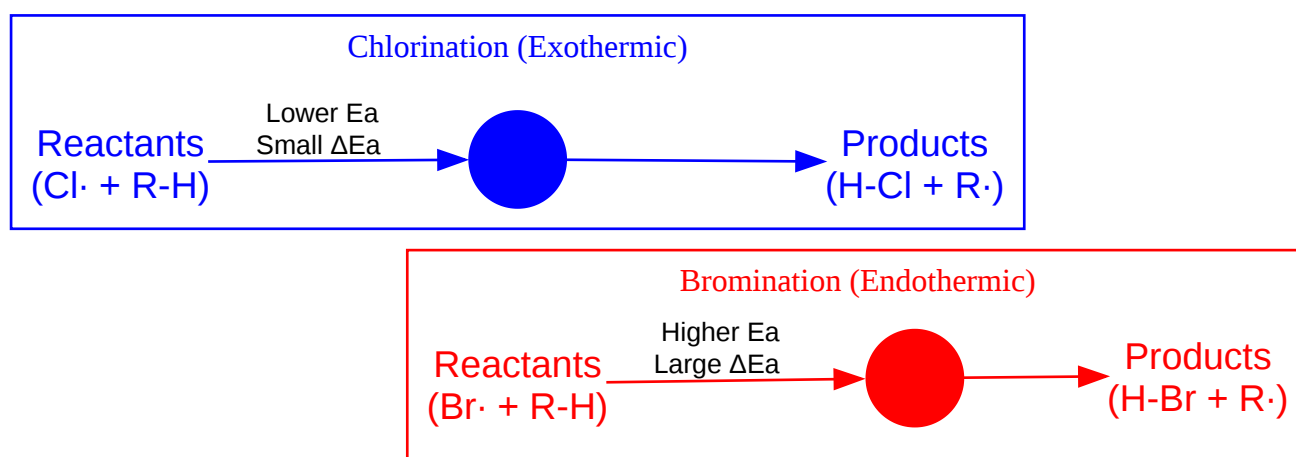 Chlorination (Exothermic)
Lower Ea
Small ΔEa
Reactants
(Cl· + R-H)
Products
(H-Cl + R·)
Bromination (Endothermic)
Higher Ea
Large ΔEa
Reactants
(Br· + R-H)
Products
(H-Br + R·)